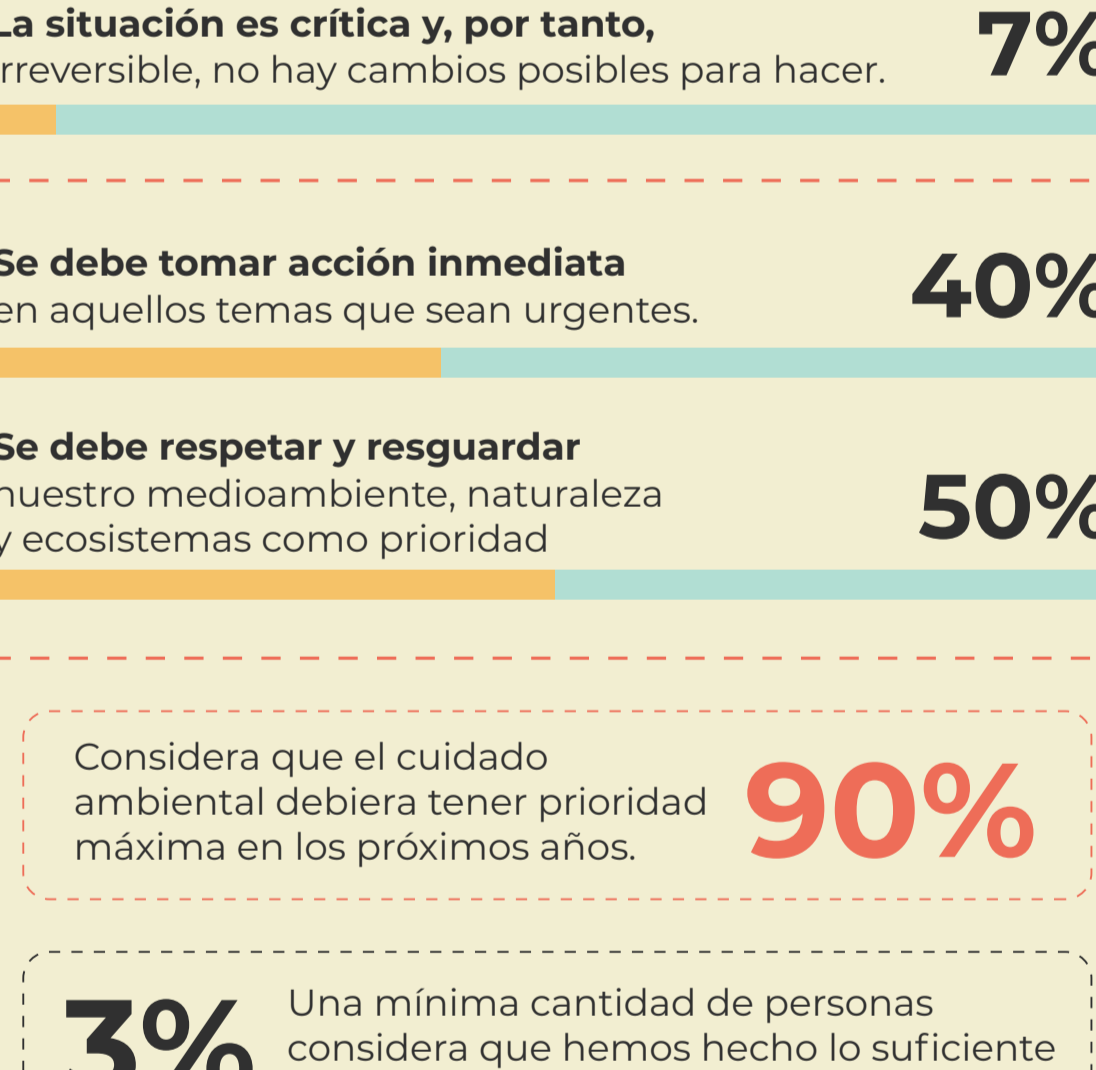 La situación es crítica y, por tanto,
irreversible, no hay cambios posibles para hacer.
7%
Se debe tomar acción inmediata
en aquellos temas que sean urgentes.
40%
Se debe respetar y resguardar
nuestro medioambiente, naturaleza
y ecosistemas como prioridad
50%
Considera que el cuidado
ambiental debiera tener prioridad
máxima en los próximos años.
90%
3%
Una mínima cantidad de personas
considera que hemos hecho lo suficiente